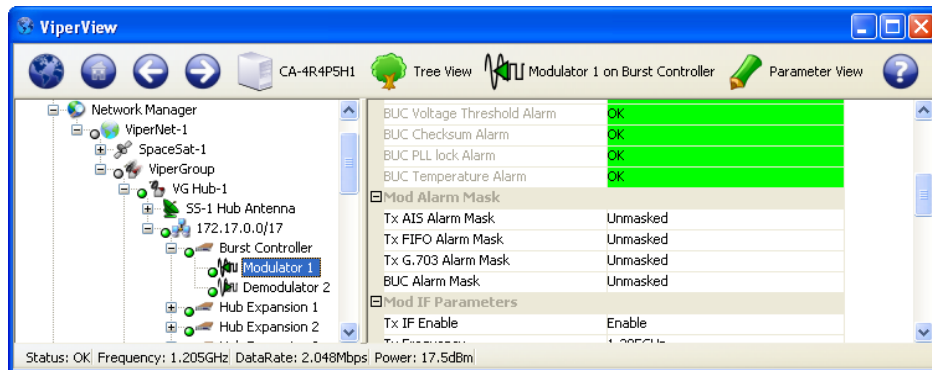 ViperView
CA-4R4P5H1 Tree View Modulator 1 on Burst Controller Parameter View
Network Manager
ViperNet-1
SpaceSat-1
ViperGroup
VG Hub-1
SS-1 Hub Antenna
172.17.0.0/17
Burst Controller
Modulator 1
Demodulator 2
Hub Expansion 1
Hub Expansion 2
BUC Voltage Threshold Alarm OK
BUC Checksum Alarm OK
BUC PLL lock Alarm OK
BUC Temperature Alarm OK
Mod Alarm Mask
Tx AIS Alarm Mask Unmasked
Tx FIFO Alarm Mask Unmasked
Tx G.703 Alarm Mask Unmasked
BUC Alarm Mask Unmasked
Mod IF Parameters
Tx IF Enable Enable
Tx Frequency 1.205GHz
Status: OK Frequency: 1.205GHz DataRate: 2.048Mbps Power: 17.5dBm